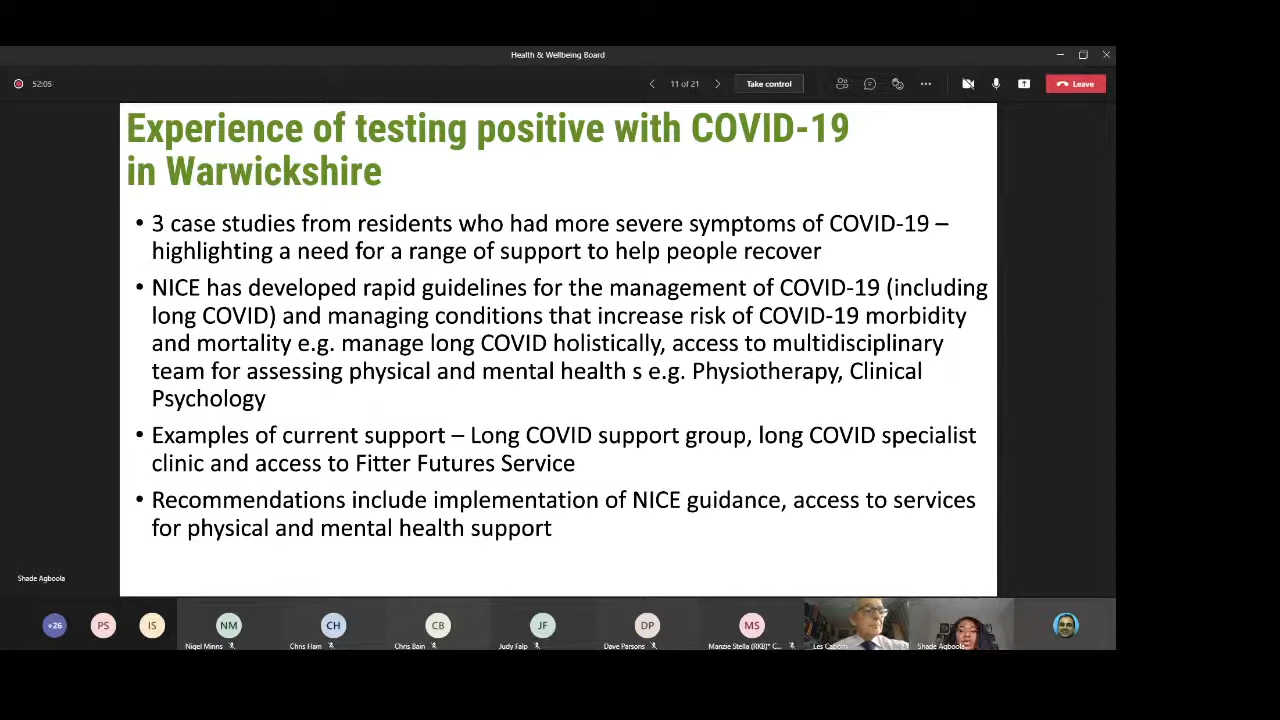 Health & Wellbeing Board
52:05
11 of 21
Take control
Leave
Experience of testing positive with COVID-19
in Warwickshire
• 3 case studies from residents who had more severe symptoms of COVID-19 –
highlighting a need for a range of support to help people recover
• NICE has developed rapid guidelines for the management of COVID-19 (including
long COVID) and managing conditions that increase risk of COVID-19 morbidity
and mortality e.g. manage long COVID holistically, access to multidisciplinary
team for assessing physical and mental health s e.g. Physiotherapy, Clinical
Psychology
• Examples of current support – Long COVID support group, long COVID specialist
clinic and access to Fitter Futures Service
• Recommendations include implementation of NICE guidance, access to services
for physical and mental health support
Shade Agboola
+26
PS
IS
NM
CH
CB
JF
DP
MS
Nigel Minns
Chris Ham
Chris Bain
Judy Falp
Dave Parsons
Manzie Stella (RKB)* C...
Les Caborn
Shade Agboola